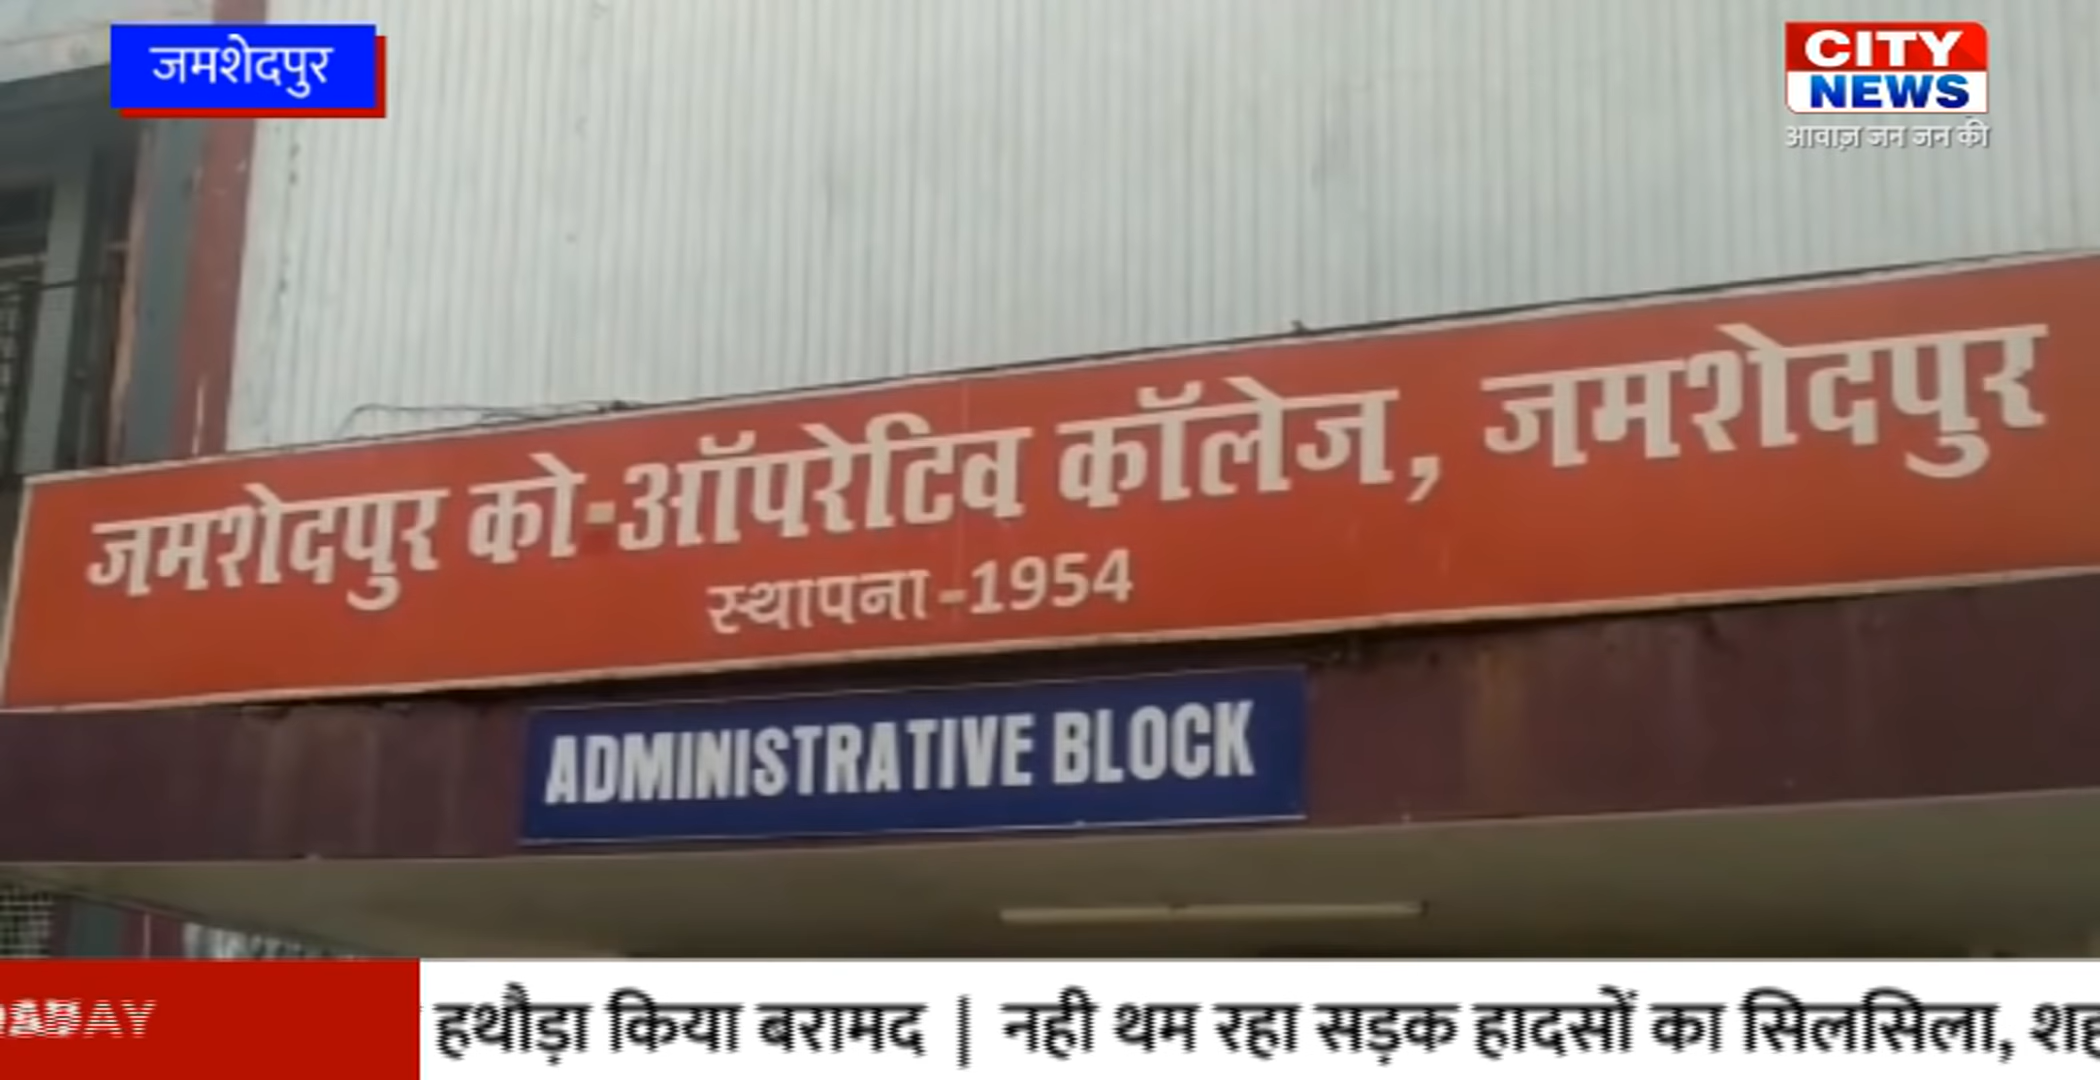 जमशेदपुर
CITY
NEWS
आवाज़ जन जन की
जमशेदपुर को-ऑपरेटिव कॉलेज, जमशेदपुर
स्थापना-1954
ADMINISTRATIVE BLOCK
हथौड़ा किया बरामद | नही थम रहा सड़क हादसों का सिलसिला,